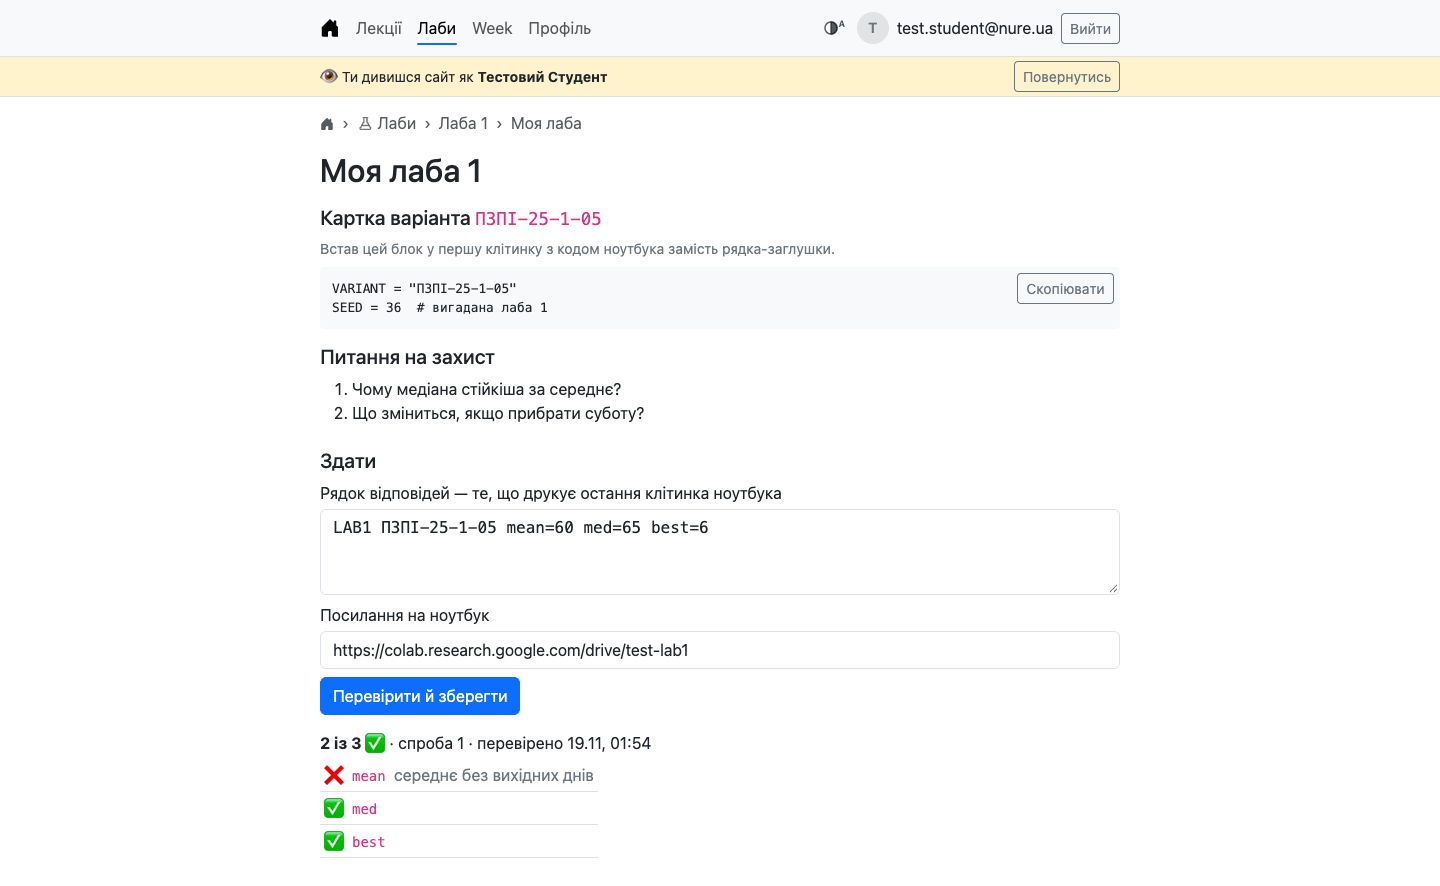 Лекції Лаби Week Профіль A T test.student@nure.ua Вийти
Ти дивишся сайт як Тестовий Студент Повернутись
› Лаби › Лаба 1 › Моя лаба
Моя лаба 1
Картка варіанта ПЗПІ-25-1-05
Встав цей блок у першу клітинку з кодом ноутбука замість рядка-заглушки.
VARIANT = "ПЗПІ-25-1-05"
SEED = 36  # вигадана лаба 1
Скопіювати
Питання на захист
1. Чому медіана стійкіша за середнє?
2. Що зміниться, якщо прибрати суботу?
Здати
Рядок відповідей — те, що друкує остання клітинка ноутбука
LAB1 ПЗПІ-25-1-05 mean=60 med=65 best=6
Посилання на ноутбук
https://colab.research.google.com/drive/test-lab1
Перевірити й зберегти
2 із 3 ✅ · спроба 1 · перевірено 19.11, 01:54
❌ mean середнє без вихідних днів
✅ med
✅ best